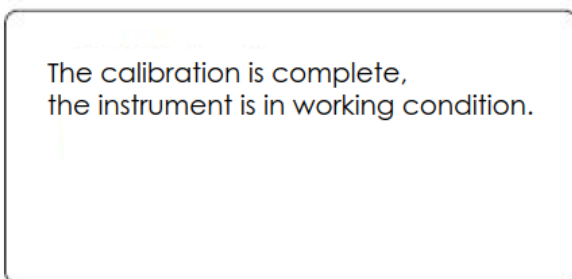 The calibration is complete,
the instrument is in working condition.